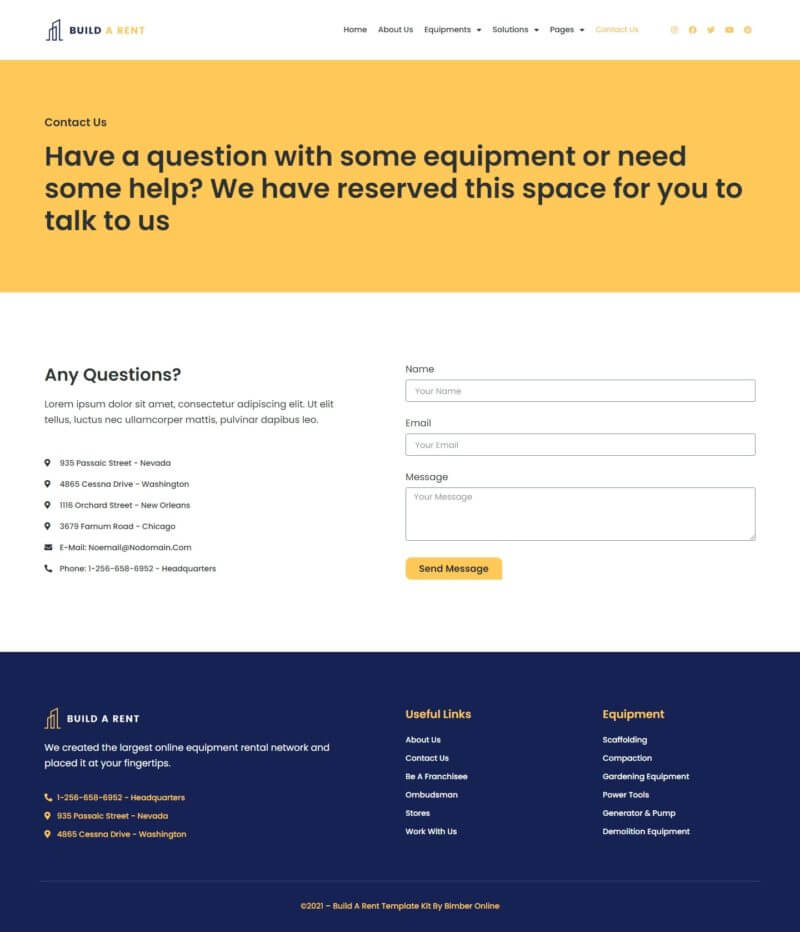 BUILD A RENT
Home About Us Equipments Solutions Pages Contact Us
Contact Us
Have a question with some equipment or need
some help? We have reserved this space for you to
talk to us
Any Questions?
Lorem ipsum dolor sit amet, consectetur adipiscing elit. Ut elit
tellus, luctus nec ullamcorper mattis, pulvinar dapibus leo.
935 Passaic Street - Nevada
4865 Cessna Drive - Washington
1116 Orchard Street - New Orleans
3679 Farnum Road - Chicago
E-Mail: Noemail@Nodomain.Com
Phone: 1-256-658-6952 - Headquarters
Name
Your Name
Email
Your Email
Message
Your Message
Send Message
BUILD A RENT
We created the largest online equipment rental network and
placed it at your fingertips.
1-256-658-6952 - Headquarters
935 Passaic Street - Nevada
4865 Cessna Drive - Washington
Useful Links
About Us
Contact Us
Be A Franchisee
Ombudsman
Stores
Work With Us
Equipment
Scaffolding
Compaction
Gardening Equipment
Power Tools
Generator & Pump
Demolition Equipment
©2021 – Build A Rent Template Kit By Bimber Online